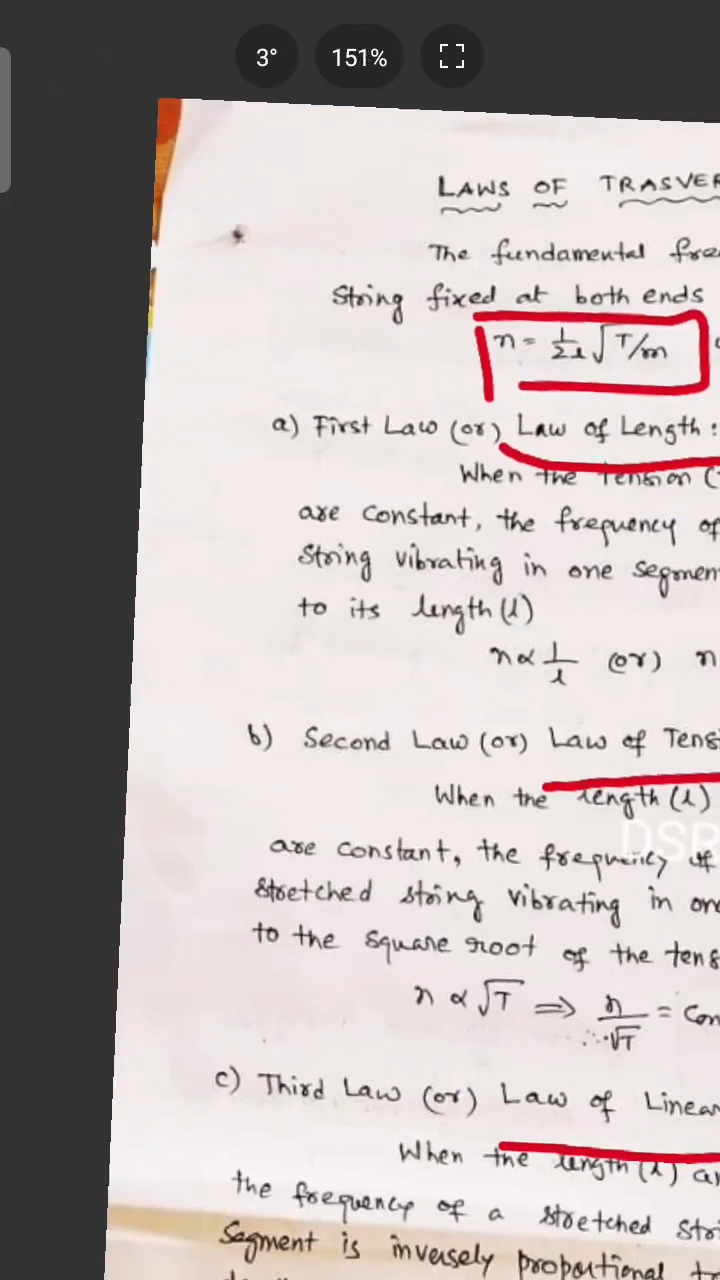 3° 151%
LAWS OF TRASVER
The fundamental fre
String fixed at both ends
n = 1/2l √T/m
a) First Law (or) Law of Length:
When the Tension (
are constant, the frequency of
String vibrating in one segmen
to its length (l)
n ∝ 1/l (or) n
b) Second Law (or) Law of Tens
When the length (l)
DSR
are constant, the frequency of
stretched string vibrating in on
to the square root of the tens
n ∝ √T ⇒ n/√T = Con
c) Third Law (or) Law of Linear
When the length (l) a
the frequency of a stretched Stri
Segment is inversely proportional t